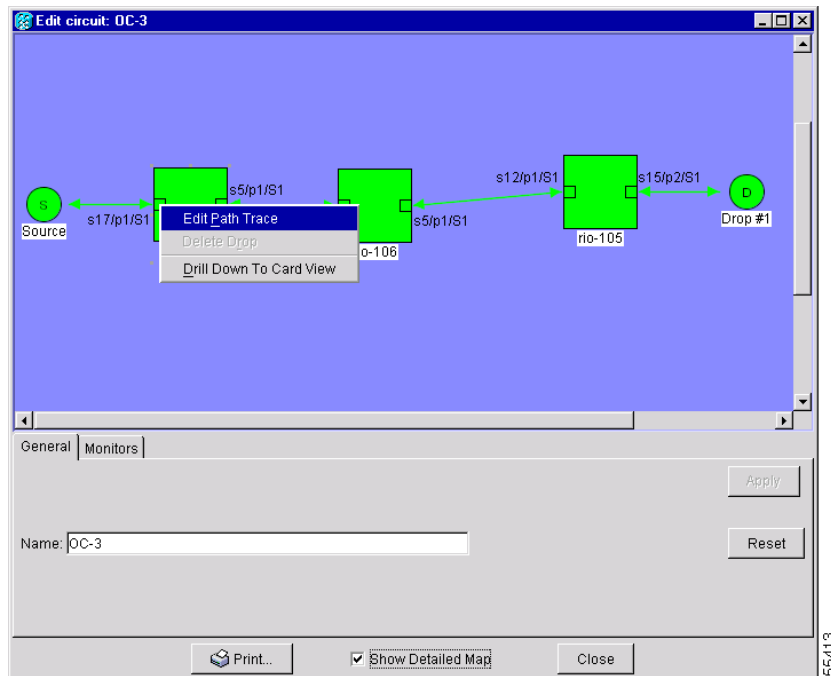 Edit circuit: OC-3
S
Source
s17/p1/S1
s5/p1/S1
Edit Path Trace
Delete Drop
Drill Down To Card View
o-106
s5/p1/S1
s12/p1/S1
rio-105
s15/p2/S1
D
Drop #1
General
Monitors
Apply
Name: OC-3
Reset
Print...
Show Detailed Map
Close
55413